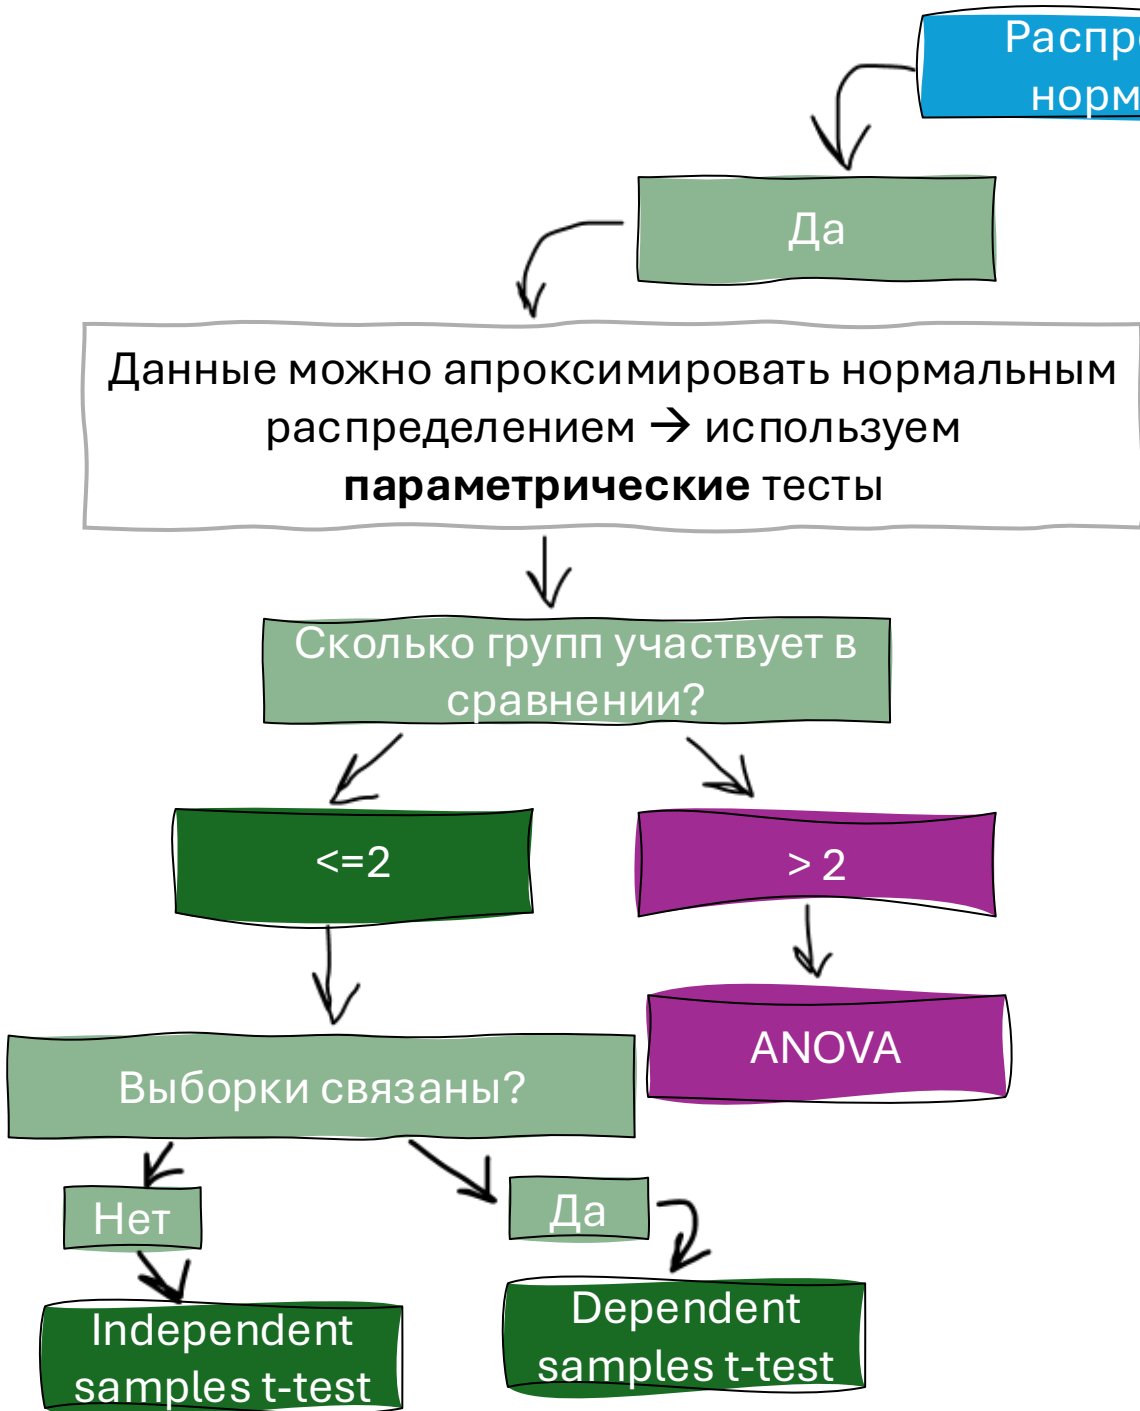 Распр
норм
Да
Данные можно апроксимировать нормальным
распределением → используем
параметрические тесты
Сколько групп участвует в
сравнении?
<=2
> 2
ANOVA
Выборки связаны?
Нет
Да
Independent
samples t-test
Dependent
samples t-test